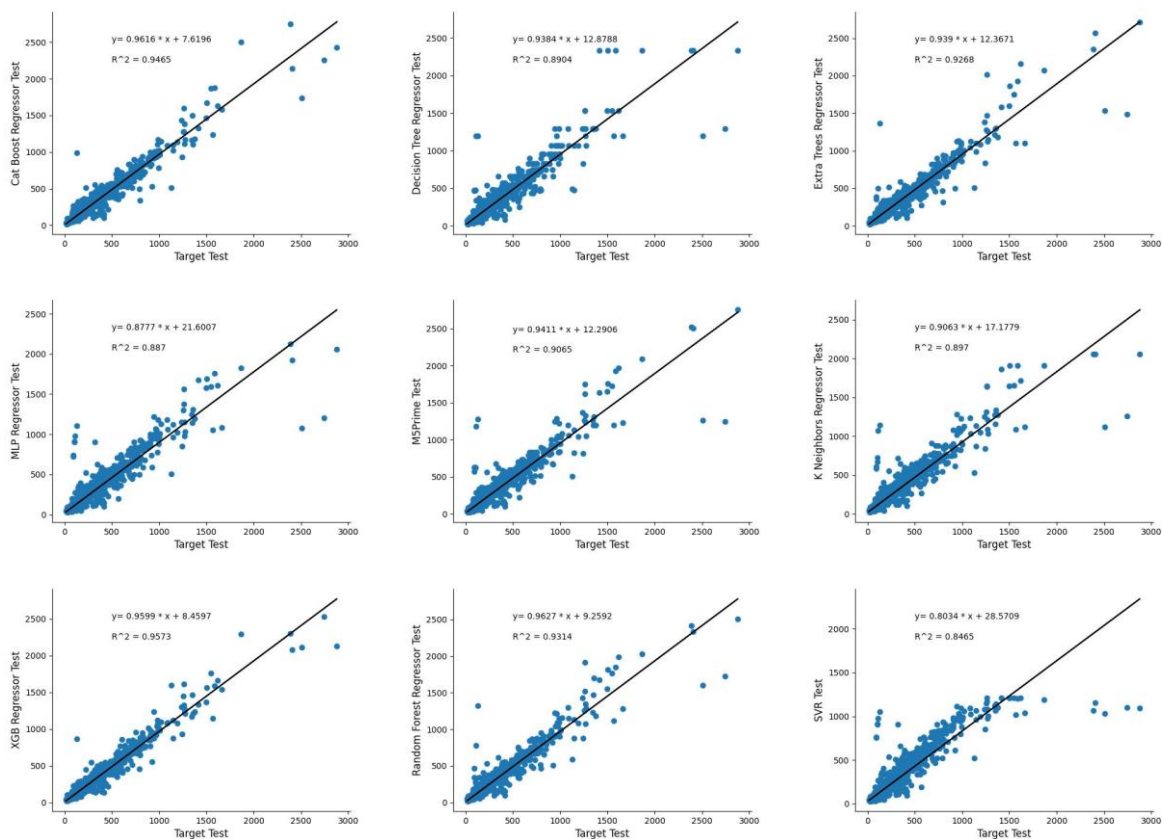 y= 0.9616 * x + 7.6196
R^2 = 0.9465
Cat Boost Regressor Test
2500
2000
1500
1000
500
0
0 500 1000 1500 2000 2500 3000
Target Test
y= 0.9384 * x + 12.8788
R^2 = 0.8904
Decision Tree Regressor Test
2500
2000
1500
1000
500
0
0 500 1000 1500 2000 2500 3000
Target Test
y= 0.939 * x + 12.3671
R^2 = 0.9268
Extra Trees Regressor Test
2500
2000
1500
1000
500
0
0 500 1000 1500 2000 2500 3000
Target Test
y= 0.8777 * x + 21.6007
R^2 = 0.887
MLP Regressor Test
2500
2000
1500
1000
500
0
0 500 1000 1500 2000 2500 3000
Target Test
y= 0.9411 * x + 12.2906
R^2 = 0.9065
M5Prime Test
2500
2000
1500
1000
500
0
0 500 1000 1500 2000 2500 3000
Target Test
y= 0.9063 * x + 17.1779
R^2 = 0.897
K Neighbors Regressor Test
2500
2000
1500
1000
500
0
0 500 1000 1500 2000 2500 3000
Target Test
y= 0.9599 * x + 8.4597
R^2 = 0.9573
XGB Regressor Test
2500
2000
1500
1000
500
0
0 500 1000 1500 2000 2500 3000
Target Test
y= 0.9627 * x + 9.2592
R^2 = 0.9314
Random Forest Regressor Test
2500
2000
1500
1000
500
0
0 500 1000 1500 2000 2500 3000
Target Test
y= 0.8034 * x + 28.5709
R^2 = 0.8465
SVR Test
2000
1500
1000
500
0
0 500 1000 1500 2000 2500 3000
Target Test